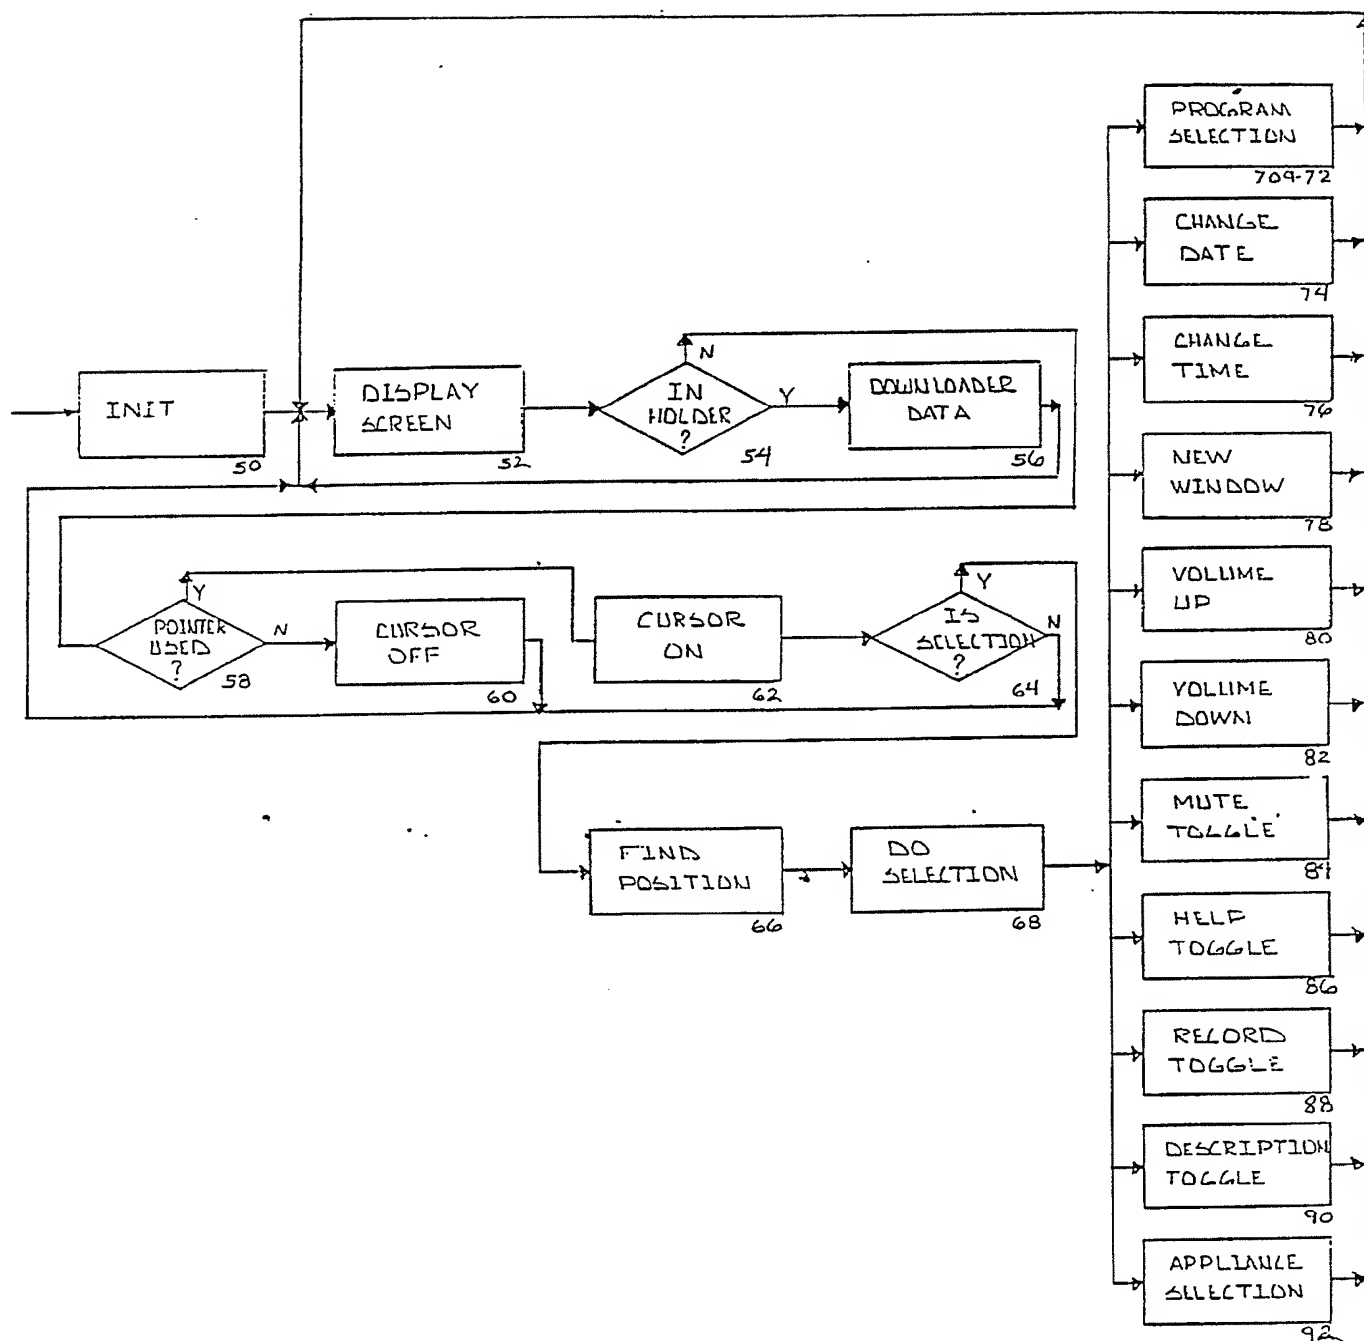 PROGRAM
SELECTION
709-72
CHANGE
DATE
74
N
CHANGE
TIME
76
INIT
50
DISPLAY
SCREEN
52
IN
HOLDER
?
54
Y
DOWNLOADER
DATA
56
NEW
WINDOW
78
Y
POINTER
USED
?
58
N
CURSOR
OFF
60
CURSOR
ON
62
Y
IS
SELECTION
?
64
N
VOLUME
UP
80
VOLUME
DOWN
82
MUTE
TOGGLE
84
FIND
POSITION
66
DO
SELECTION
68
HELP
TOGGLE
86
RECORD
TOGGLE
88
DESCRIPTION
TOGGLE
90
APPLIANCE
SELECTION
92